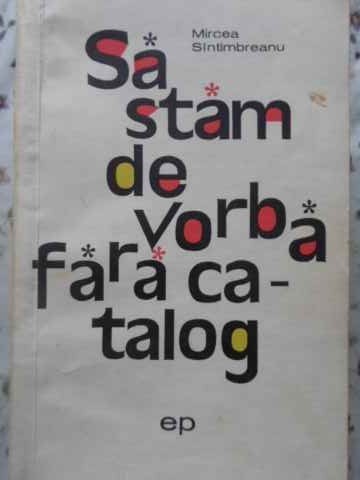 Mircea
Sîntimbreanu
Să
stăm
de
vorbă
fără ca-
talog
ep